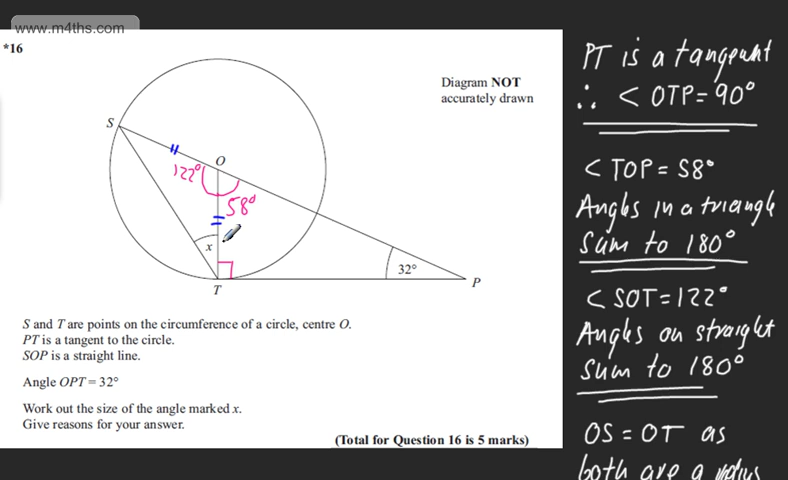 www.m4ths.com
*16
Diagram NOT
accurately drawn
S
O
122°
58°
x
32°
T
P
S and T are points on the circumference of a circle, centre O.
PT is a tangent to the circle.
SOP is a straight line.
Angle OPT = 32°
Work out the size of the angle marked x.
Give reasons for your answer.
(Total for Question 16 is 5 marks)
PT is a tangent
∴ < OTP = 90°
< TOP = 58°
Angles in a triangle
sum to 180°
< SOT = 122°
Angles on straight
sum to 180°
OS = OT as
both are a radius